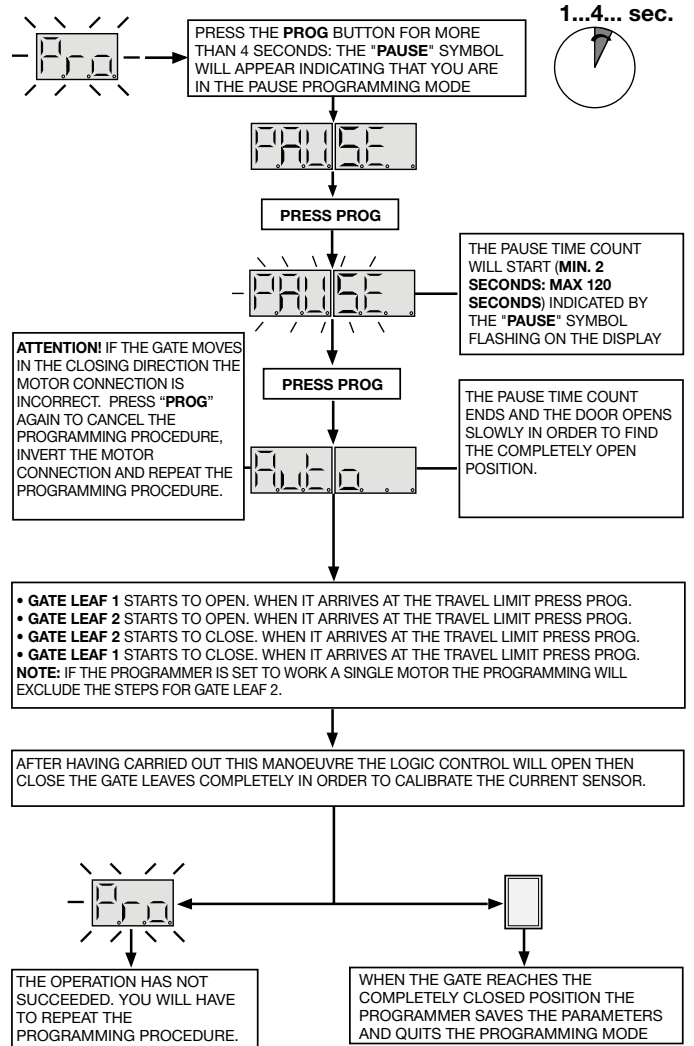 1...4... sec.
Pro
PRESS THE PROG BUTTON FOR MORE
THAN 4 SECONDS: THE "PAUSE" SYMBOL
WILL APPEAR INDICATING THAT YOU ARE
IN THE PAUSE PROGRAMMING MODE
PAUSE
PRESS PROG
PAUSE
THE PAUSE TIME COUNT
WILL START (MIN. 2
SECONDS: MAX 120
SECONDS) INDICATED BY
THE "PAUSE" SYMBOL
FLASHING ON THE DISPLAY
ATTENTION! IF THE GATE MOVES
IN THE CLOSING DIRECTION THE
MOTOR CONNECTION IS
INCORRECT. PRESS “PROG”
AGAIN TO CANCEL THE
PROGRAMMING PROCEDURE,
INVERT THE MOTOR
CONNECTION AND REPEAT THE
PROGRAMMING PROCEDURE.
PRESS PROG
Auto
THE PAUSE TIME COUNT
ENDS AND THE DOOR OPENS
SLOWLY IN ORDER TO FIND
THE COMPLETELY OPEN
POSITION.
• GATE LEAF 1 STARTS TO OPEN. WHEN IT ARRIVES AT THE TRAVEL LIMIT PRESS PROG.
• GATE LEAF 2 STARTS TO OPEN. WHEN IT ARRIVES AT THE TRAVEL LIMIT PRESS PROG.
• GATE LEAF 2 STARTS TO CLOSE. WHEN IT ARRIVES AT THE TRAVEL LIMIT PRESS PROG.
• GATE LEAF 1 STARTS TO CLOSE. WHEN IT ARRIVES AT THE TRAVEL LIMIT PRESS PROG.
NOTE: IF THE PROGRAMMER IS SET TO WORK A SINGLE MOTOR THE PROGRAMMING WILL
EXCLUDE THE STEPS FOR GATE LEAF 2.
AFTER HAVING CARRIED OUT THIS MANOEUVRE THE LOGIC CONTROL WILL OPEN THEN
CLOSE THE GATE LEAVES COMPLETELY IN ORDER TO CALIBRATE THE CURRENT SENSOR.
Pro
THE OPERATION HAS NOT
SUCCEEDED. YOU WILL HAVE
TO REPEAT THE
PROGRAMMING PROCEDURE.
WHEN THE GATE REACHES THE
COMPLETELY CLOSED POSITION THE
PROGRAMMER SAVES THE PARAMETERS
AND QUITS THE PROGRAMMING MODE